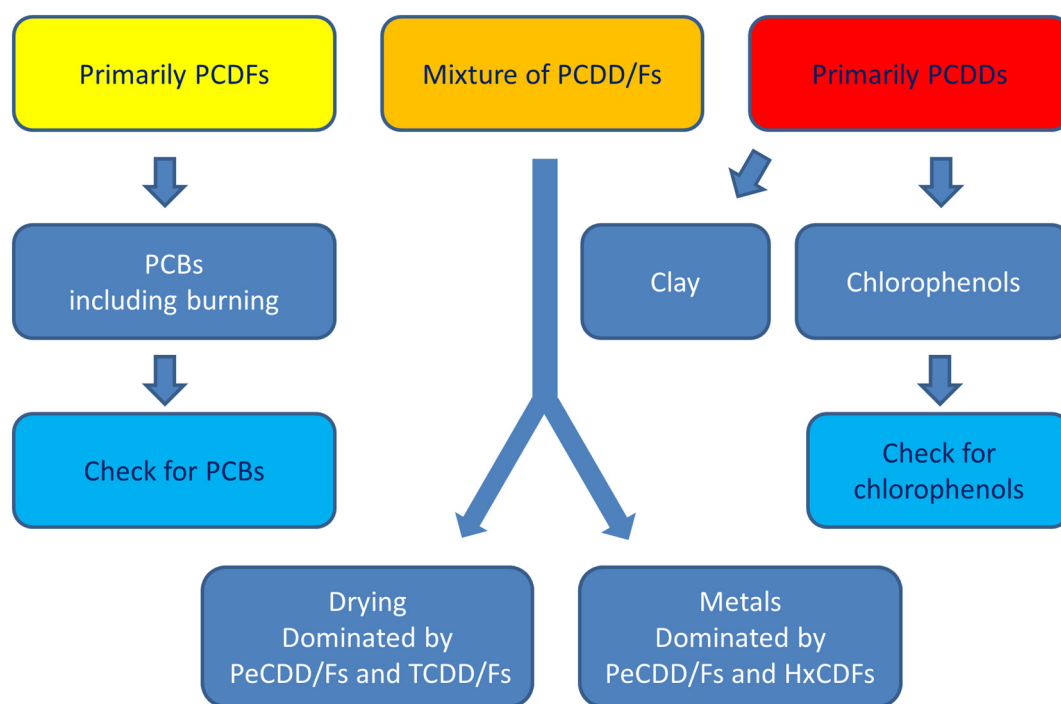 Primarily PCDFs
Mixture of PCDD/Fs
Primarily PCDDs
PCBs
including burning
Clay
Chlorophenols
Check for PCBs
Check for
chlorophenols
Drying
Dominated by
PeCDD/Fs and TCDD/Fs
Metals
Dominated by
PeCDD/Fs and HxCDFs